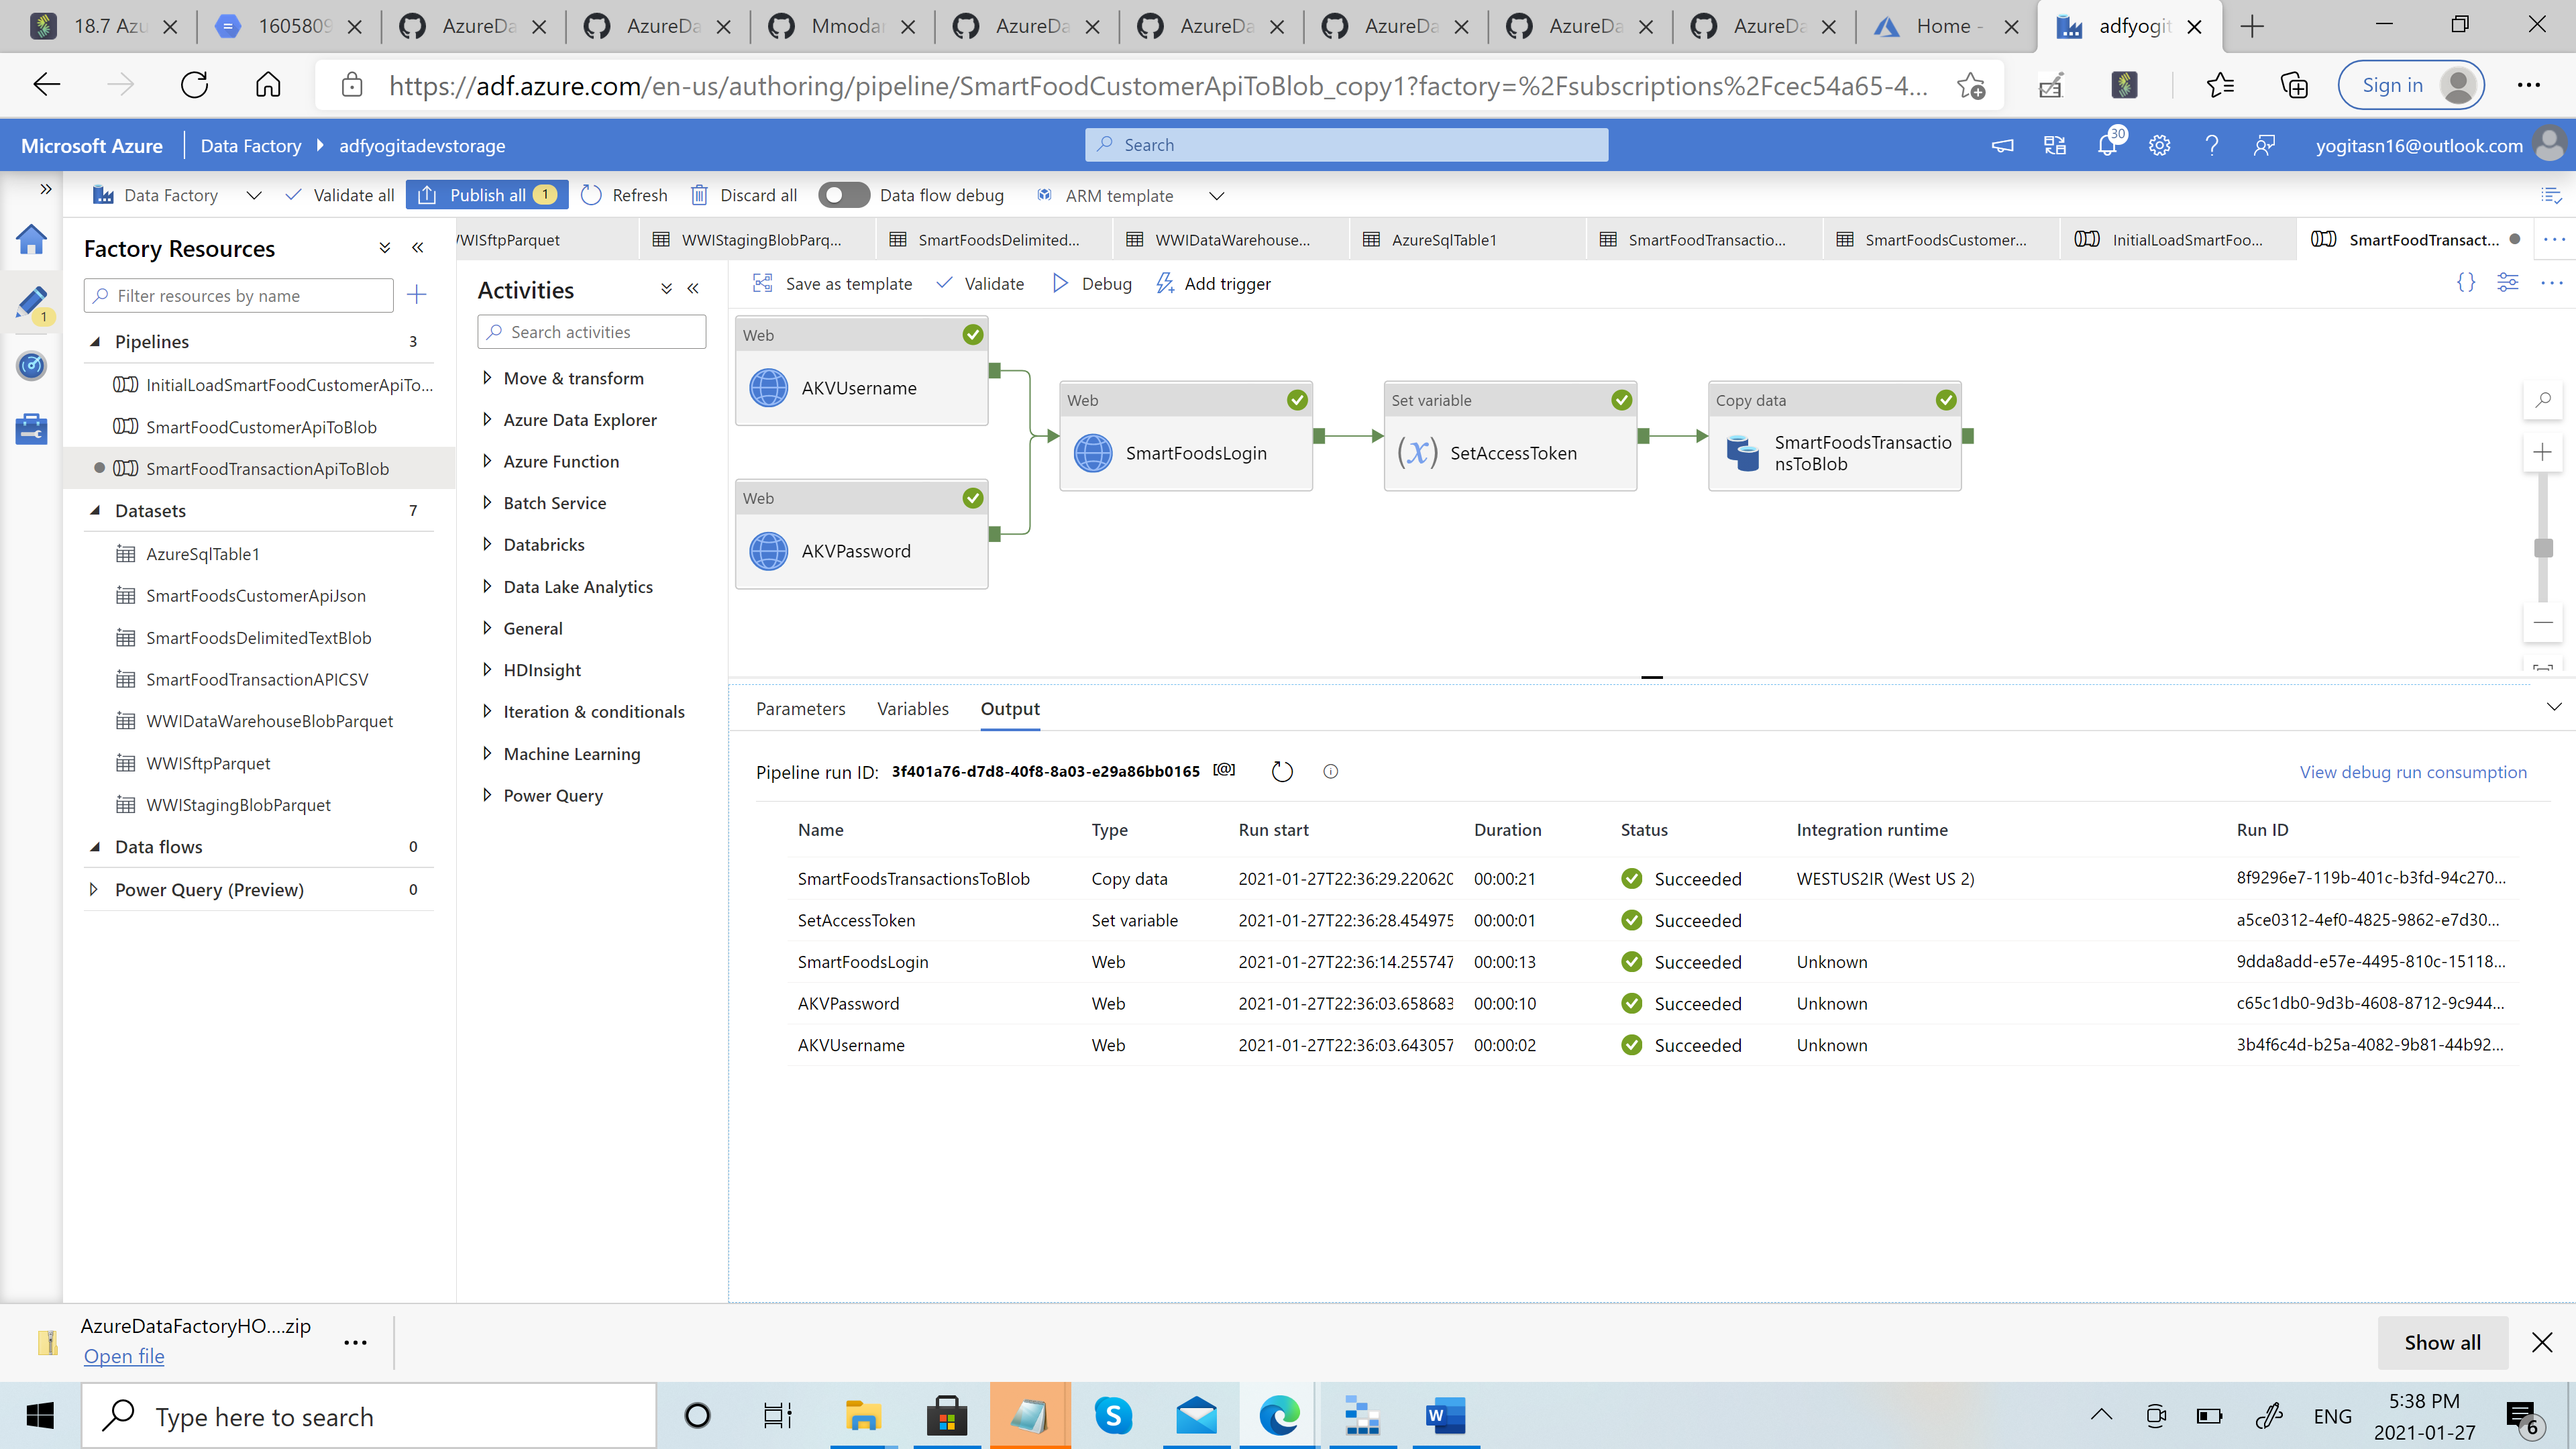 18.7 Azu
1605809
AzureDa
AzureDa
Mmodar
AzureDa
AzureDa
AzureDa
AzureDa
AzureDa
Home -
adfyogit
https://adf.azure.com/en-us/authoring/pipeline/SmartFoodCustomerApiToBlob_copy1?factory=%2Fsubscriptions%2Fcec54a65-4...
Sign in
Microsoft Azure
Data Factory
adfyogitadevstorage
Search
30
yogitasn16@outlook.com
Data Factory
Validate all
Publish all 1
Refresh
Discard all
Data flow debug
ARM template
1
Factory Resources
Filter resources by name
Pipelines 3
InitialLoadSmartFoodCustomerApiTo...
SmartFoodCustomerApiToBlob
SmartFoodTransactionApiToBlob
Datasets 7
AzureSqlTable1
SmartFoodsCustomerApiJson
SmartFoodsDelimitedTextBlob
SmartFoodTransactionAPICSV
WWIDataWarehouseBlobParquet
WWISftpParquet
WWIStagingBlobParquet
Data flows 0
Power Query (Preview) 0
WWISftpParquet
WWIStagingBlobParq...
SmartFoodsDelimited...
WWIDataWarehouse...
AzureSqlTable1
SmartFoodTransactio...
SmartFoodsCustomer...
InitialLoadSmartFoo...
SmartFoodTransact...
Activities
Search activities
Move & transform
Azure Data Explorer
Azure Function
Batch Service
Databricks
Data Lake Analytics
General
HDInsight
Iteration & conditionals
Machine Learning
Power Query
Save as template
Validate
Debug
Add trigger
Web
AKVUsername
Web
AKVPassword
Web
SmartFoodsLogin
Set variable
(x) SetAccessToken
Copy data
SmartFoodsTransactio
nsToBlob
Parameters
Variables
Output
Pipeline run ID: 3f401a76-d7d8-40f8-8a03-e29a86bb0165 [@]
View debug run consumption
Name Type Run start Duration Status Integration runtime Run ID
SmartFoodsTransactionsToBlob Copy data 2021-01-27T22:36:29.220620 00:00:21 Succeeded WESTUS2IR (West US 2) 8f9296e7-119b-401c-b3fd-94c270...
SetAccessToken Set variable 2021-01-27T22:36:28.454975 00:00:01 Succeeded a5ce0312-4ef0-4825-9862-e7d30...
SmartFoodsLogin Web 2021-01-27T22:36:14.255747 00:00:13 Succeeded Unknown 9dda8add-e57e-4495-810c-15118...
AKVPassword Web 2021-01-27T22:36:03.658683 00:00:10 Succeeded Unknown c65c1db0-9d3b-4608-8712-9c944...
AKVUsername Web 2021-01-27T22:36:03.643057 00:00:02 Succeeded Unknown 3b4f6c4d-b25a-4082-9b81-44b92...
AzureDataFactoryHO....zip
Open file
Show all
Type here to search
ENG
5:38 PM
2021-01-27
6